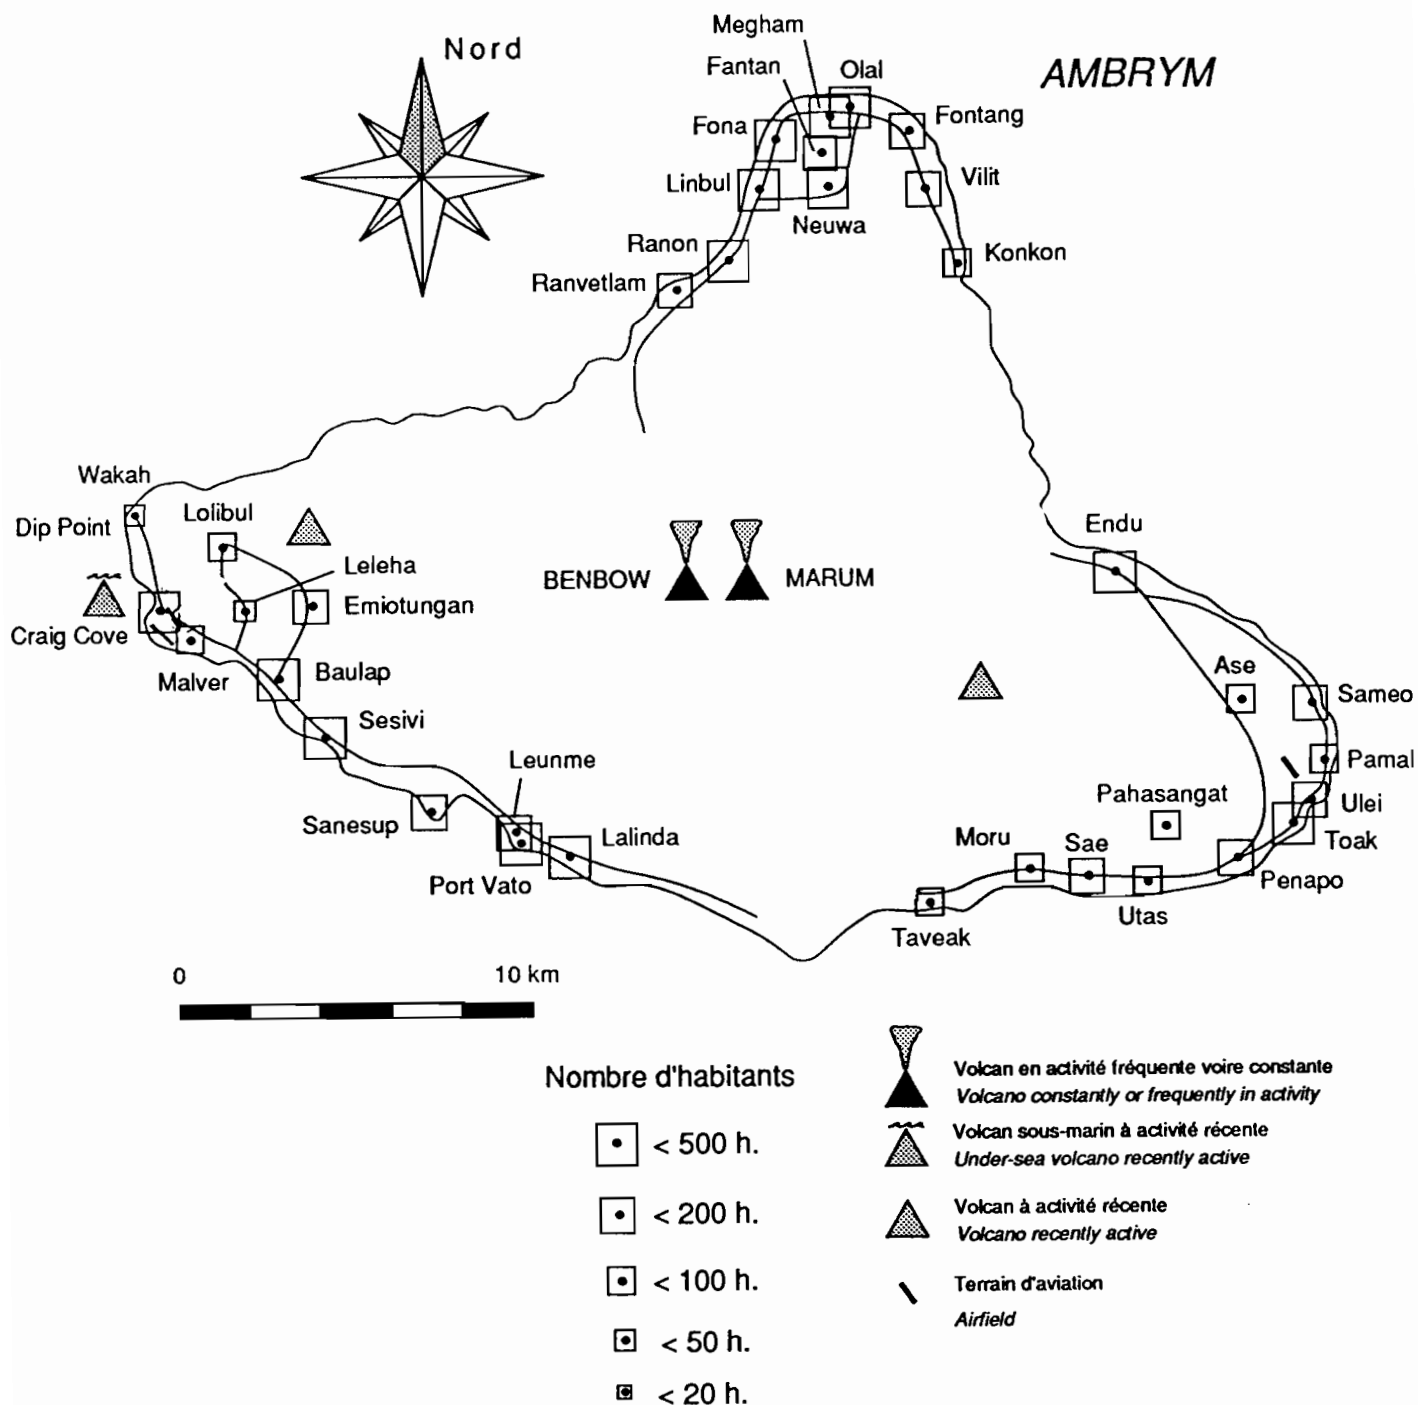 Nord
AMBRYM
Megham
Fantan
Olal
Fona
Fontang
Linbul
Vilit
Neuwa
Ranon
Konkon
Ranvetlam
Wakah
Dip Point
Lolibul
Endu
Leleha
BENBOW
MARUM
Emiotungan
Craig Cove
Malver
Baulap
Ase
Sameo
Sesivi
Leunme
Pamal
Pahasangat
Ulei
Sanesup
Lalinda
Moru
Sae
Toak
Port Vato
Penapo
Utas
Taveak
0 10 km
Nombre d'habitants
< 500 h.
< 200 h.
< 100 h.
< 50 h.
< 20 h.
Volcan en activité fréquente voire constante
Volcano constantly or frequently in activity
Volcan sous-marin à activité récente
Under-sea volcano recently active
Volcan à activité récente
Volcano recently active
Terrain d'aviation
Airfield